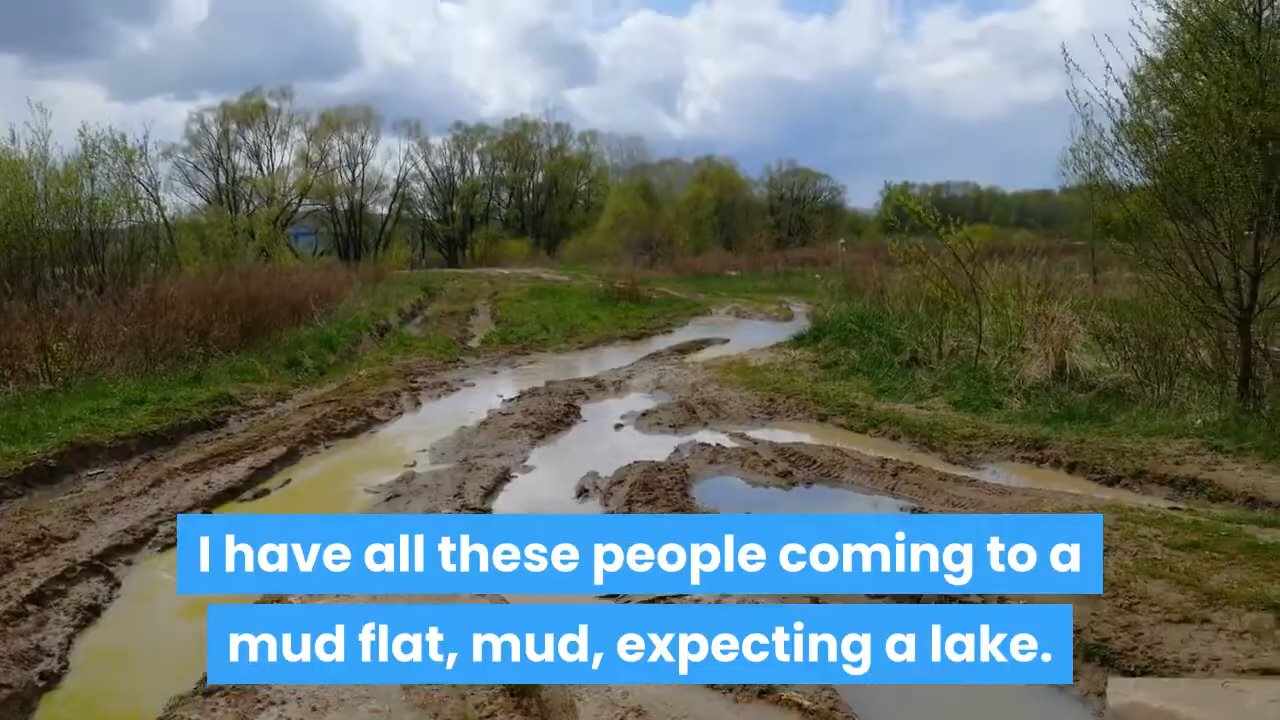 I have all these people coming to a
mud flat, mud, expecting a lake.